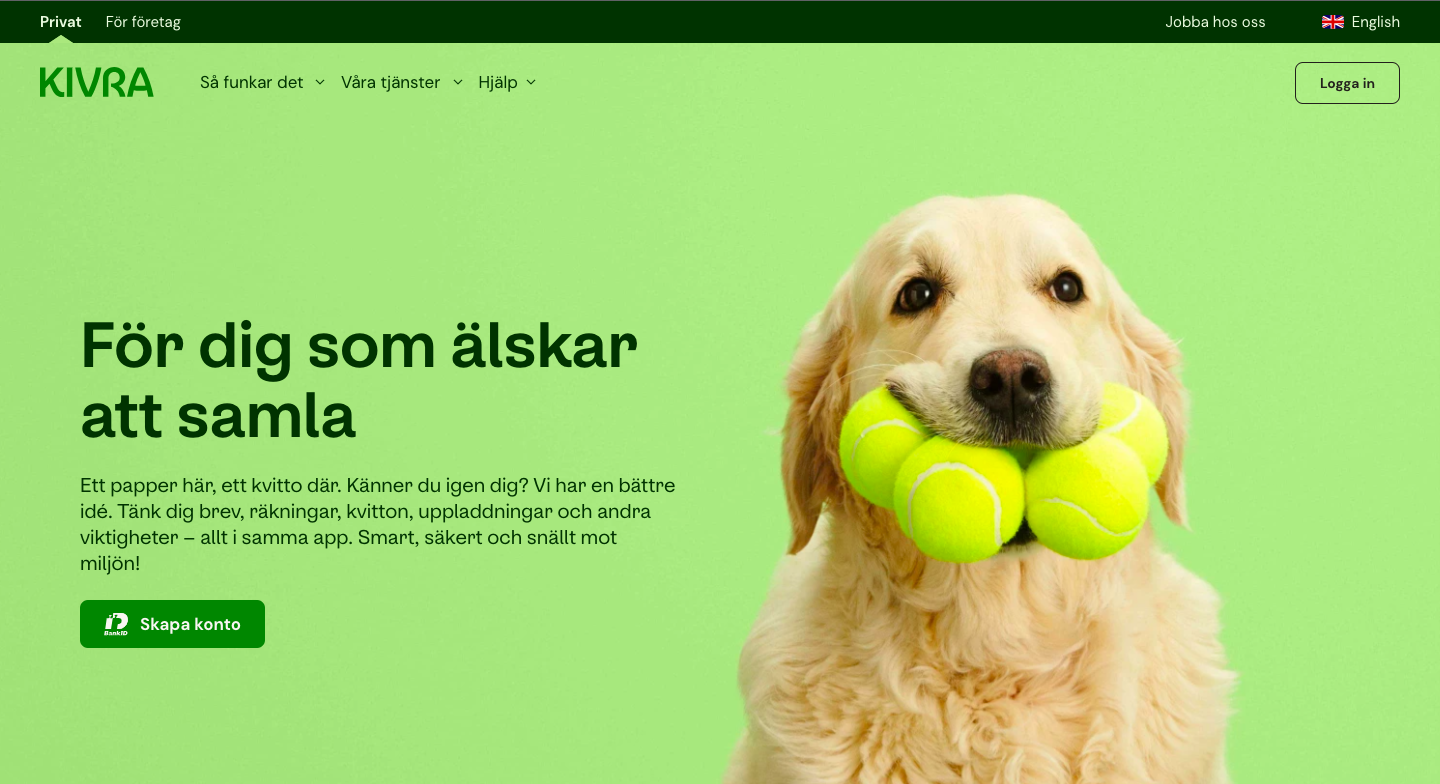 Privat
För företag
Jobba hos oss
English
KIVRA
Så funkar det
Våra tjänster
Hjälp
Logga in
För dig som älskar
att samla
Ett papper här, ett kvitto där. Känner du igen dig? Vi har en bättre
idé. Tänk dig brev, räkningar, kvitton, uppladdningar och andra
viktigheter – allt i samma app. Smart, säkert och snällt mot
miljön!
BankID
Skapa konto